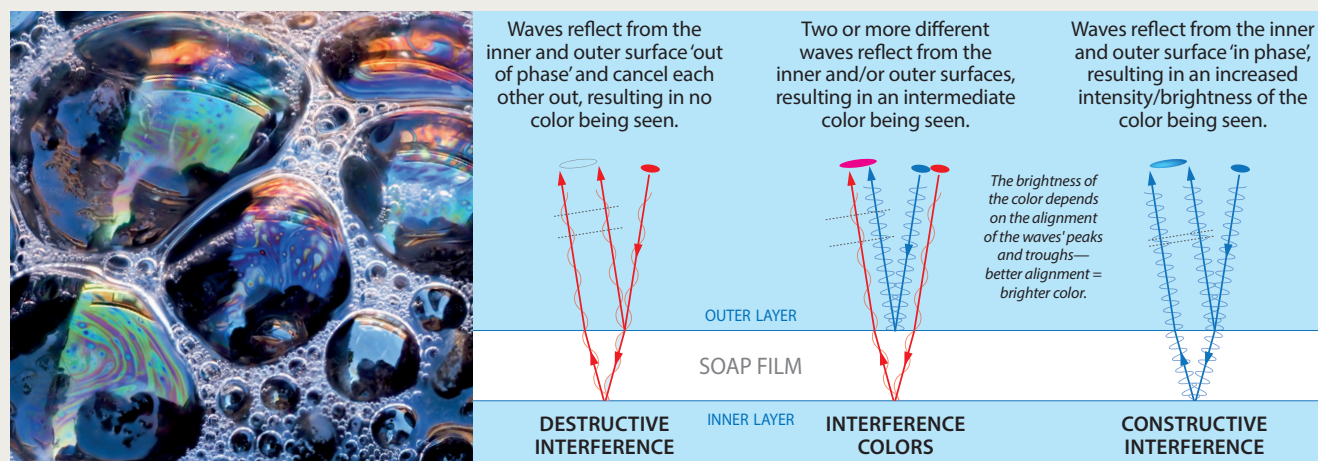 Waves reflect from the
inner and outer surface ‘out
of phase’ and cancel each
other out, resulting in no
color being seen.
Two or more different
waves reflect from the
inner and/or outer surfaces,
resulting in an intermediate
color being seen.
Waves reflect from the inner
and outer surface ‘in phase’,
resulting in an increased
intensity/brightness of the
color being seen.
The brightness of
the color depends
on the alignment
of the waves' peaks
and troughs—
better alignment =
brighter color.
OUTER LAYER
SOAP FILM
INNER LAYER
DESTRUCTIVE
INTERFERENCE
INTERFERENCE
COLORS
CONSTRUCTIVE
INTERFERENCE